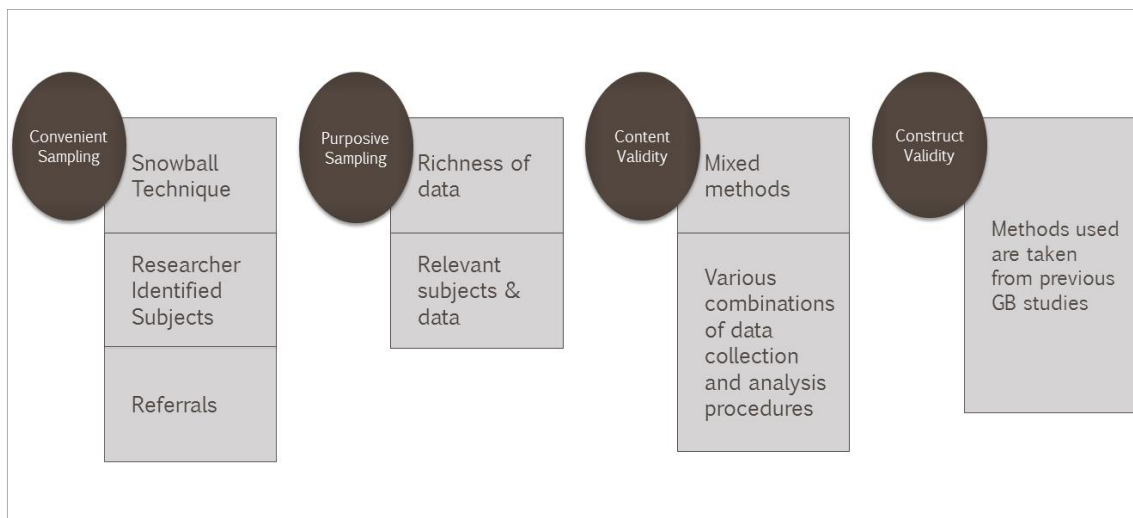 Convenient
Sampling
Snowball
Technique
Researcher
Identified
Subjects
Referrals
Purposive
Sampling
Richness of
data
Relevant
subjects &
data
Content
Validity
Mixed
methods
Various
combinations
of data
collection
and analysis
procedures
Construct
Validity
Methods used
are taken
from previous
GB studies